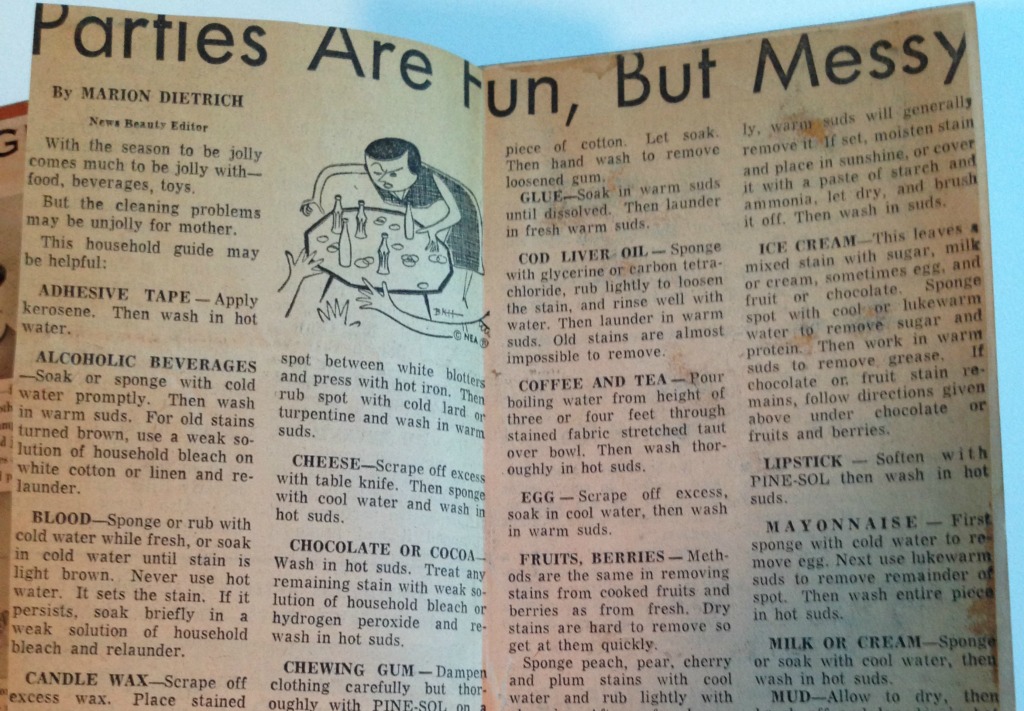 Parties Are Fun, But Messy
By MARION DIETRICH
News Beauty Editor
With the season to be jolly
comes much to be jolly with—
food, beverages, toys.
But the cleaning problems
may be unjolly for mother.
This household guide may
be helpful:
ADHESIVE TAPE — Apply
kerosene. Then wash in hot
water.
ALCOHOLIC BEVERAGES
—Soak or sponge with cold
water promptly. Then wash
in warm suds. For old stains
turned brown, use a weak so-
lution of household bleach on
white cotton or linen and re-
launder.
BLOOD—Sponge or rub with
cold water while fresh, or soak
in cold water until stain is
light brown. Never use hot
water. It sets the stain. If it
persists, soak briefly in a
weak solution of household
bleach and relaunder.
CANDLE WAX—Scrape off
excess wax. Place stained
BMH
© NEA ®
spot between white blotters
and press with hot iron. Then
rub spot with cold lard or
turpentine and wash in warm
suds.
CHEESE—Scrape off excess
with table knife. Then sponge
with cool water and wash in
hot suds.
CHOCOLATE OR COCOA—
Wash in hot suds. Treat any
remaining stain with weak so-
lution of household bleach or
hydrogen peroxide and re-
wash in hot suds.
CHEWING GUM — Dampen
clothing carefully but thor-
oughly with PINE-SOL on a
piece of cotton. Let soak.
Then hand wash to remove
loosened gum.
GLUE—Soak in warm suds
until dissolved. Then launder
in fresh warm suds.
COD LIVER OIL — Sponge
with glycerine or carbon tetra-
chloride, rub lightly to loosen
the stain, and rinse well with
water. Then launder in warm
suds. Old stains are almost
impossible to remove.
COFFEE AND TEA — Pour
boiling water from height of
three or four feet through
stained fabric stretched taut
over bowl. Then wash thor-
oughly in hot suds.
EGG — Scrape off excess,
soak in cool water, then wash
in warm suds.
FRUITS, BERRIES — Meth-
ods are the same in removing
stains from cooked fruits and
berries as from fresh. Dry
stains are hard to remove so
get at them quickly.
Sponge peach, pear, cherry
and plum stains with cool
water and rub lightly with
ly, warm suds will generally
remove it. If set, moisten stain
and place in sunshine, or cover
it with a paste of starch and
ammonia, let dry, and brush
it off. Then wash in suds.
ICE CREAM—This leaves a
mixed stain with sugar, milk
or cream, sometimes egg, and
fruit or chocolate. Sponge
spot with cool or lukewarm
water to remove sugar and
protein. Then work in warm
suds to remove grease. If
chocolate or fruit stain re-
mains, follow directions given
above under chocolate or
fruits and berries.
LIPSTICK — Soften with
PINE-SOL then wash in hot
suds.
MAYONNAISE — First
sponge with cold water to re-
move egg. Next use lukewarm
suds to remove remainder of
spot. Then wash entire piece
in hot suds.
MILK OR CREAM—Sponge
or soak with cool water, then
wash in suds.
MUD—Allow to dry, then